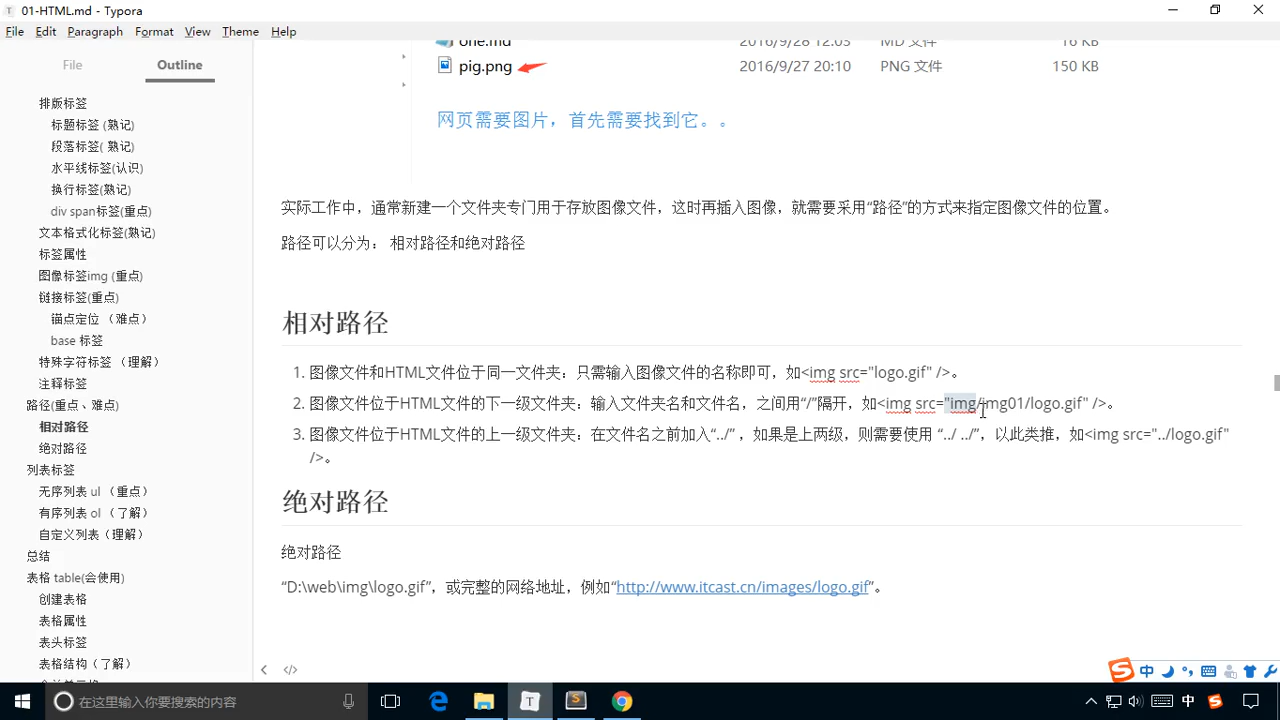 01-HTML.md - Typora
File Edit Paragraph Format View Theme Help
File Outline
排版标签
标题标签 (熟记)
段落标签( 熟记)
水平线标签(认识)
换行标签(熟记)
div span标签(重点)
文本格式化标签(熟记)
标签属性
图像标签img (重点)
链接标签(重点)
锚点定位 （难点）
base 标签
特殊字符标签 （理解）
注释标签
路径(重点、难点)
相对路径
绝对路径
列表标签
无序列表 ul （重点）
有序列表 ol （了解）
自定义列表（理解）
总结
表格 table(会使用)
创建表格
表格属性
表头标签
表格结构（了解）
one.md 2016/9/28 12:03 MD 文件 16 KB
pig.png 2016/9/27 20:10 PNG 文件 150 KB
网页需要图片，首先需要找到它。。
实际工作中，通常新建一个文件夹专门用于存放图像文件，这时再插入图像，就需要采用“路径”的方式来指定图像文件的位置。
路径可以分为： 相对路径和绝对路径
相对路径
1. 图像文件和HTML文件位于同一文件夹：只需输入图像文件的名称即可，如<img src="logo.gif" />。
2. 图像文件位于HTML文件的下一级文件夹：输入文件夹名和文件名，之间用“/”隔开，如<img src="img/img01/logo.gif" />。
3. 图像文件位于HTML文件的上一级文件夹：在文件名之前加入“../” ，如果是上两级，则需要使用 “../ ../”，以此类推，如<img src="../logo.gif"
/>。
绝对路径
绝对路径
“D:\web\img\logo.gif”，或完整的网络地址，例如“http://www.itcast.cn/images/logo.gif”。
</>
中
在这里输入你要搜索的内容
中